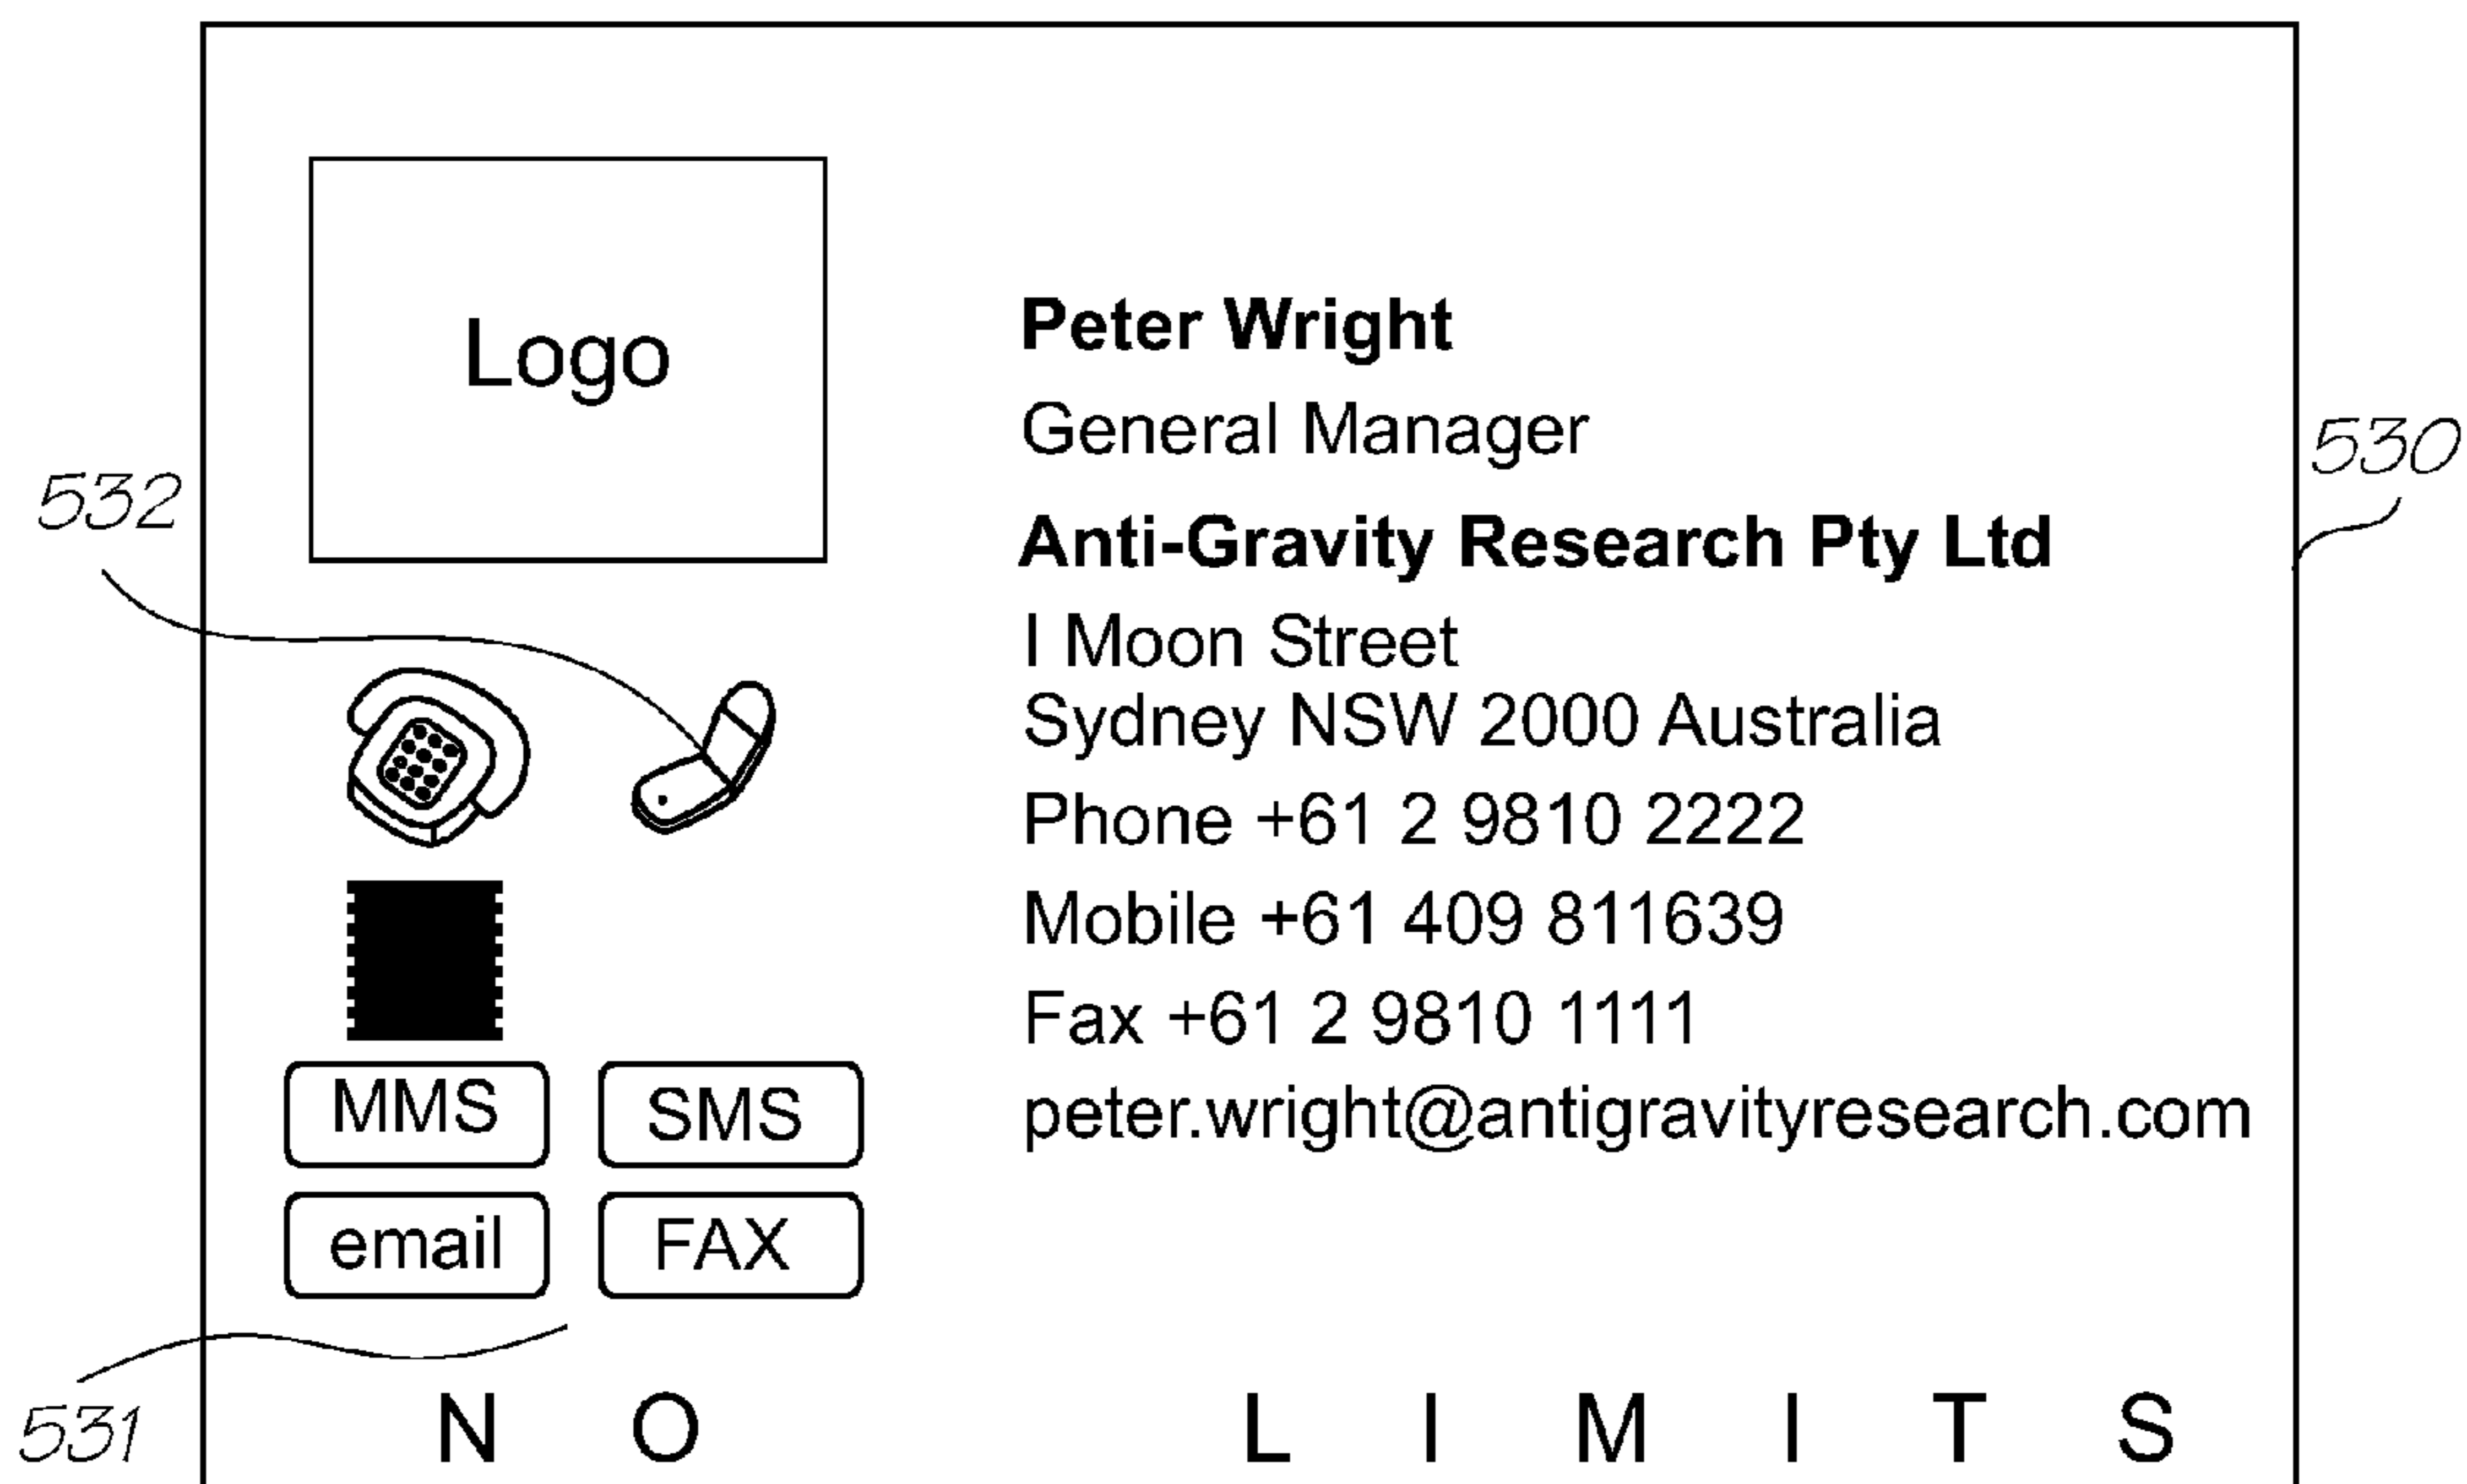 Logo
532
530
Peter Wright
General Manager
Anti-Gravity Research Pty Ltd
I Moon Street
Sydney NSW 2000 Australia
Phone +61 2 9810 2222
Mobile +61 409 811639
Fax +61 2 9810 1111
peter.wright@antigravityresearch.com
MMS SMS
email FAX
531
NO LIMITS